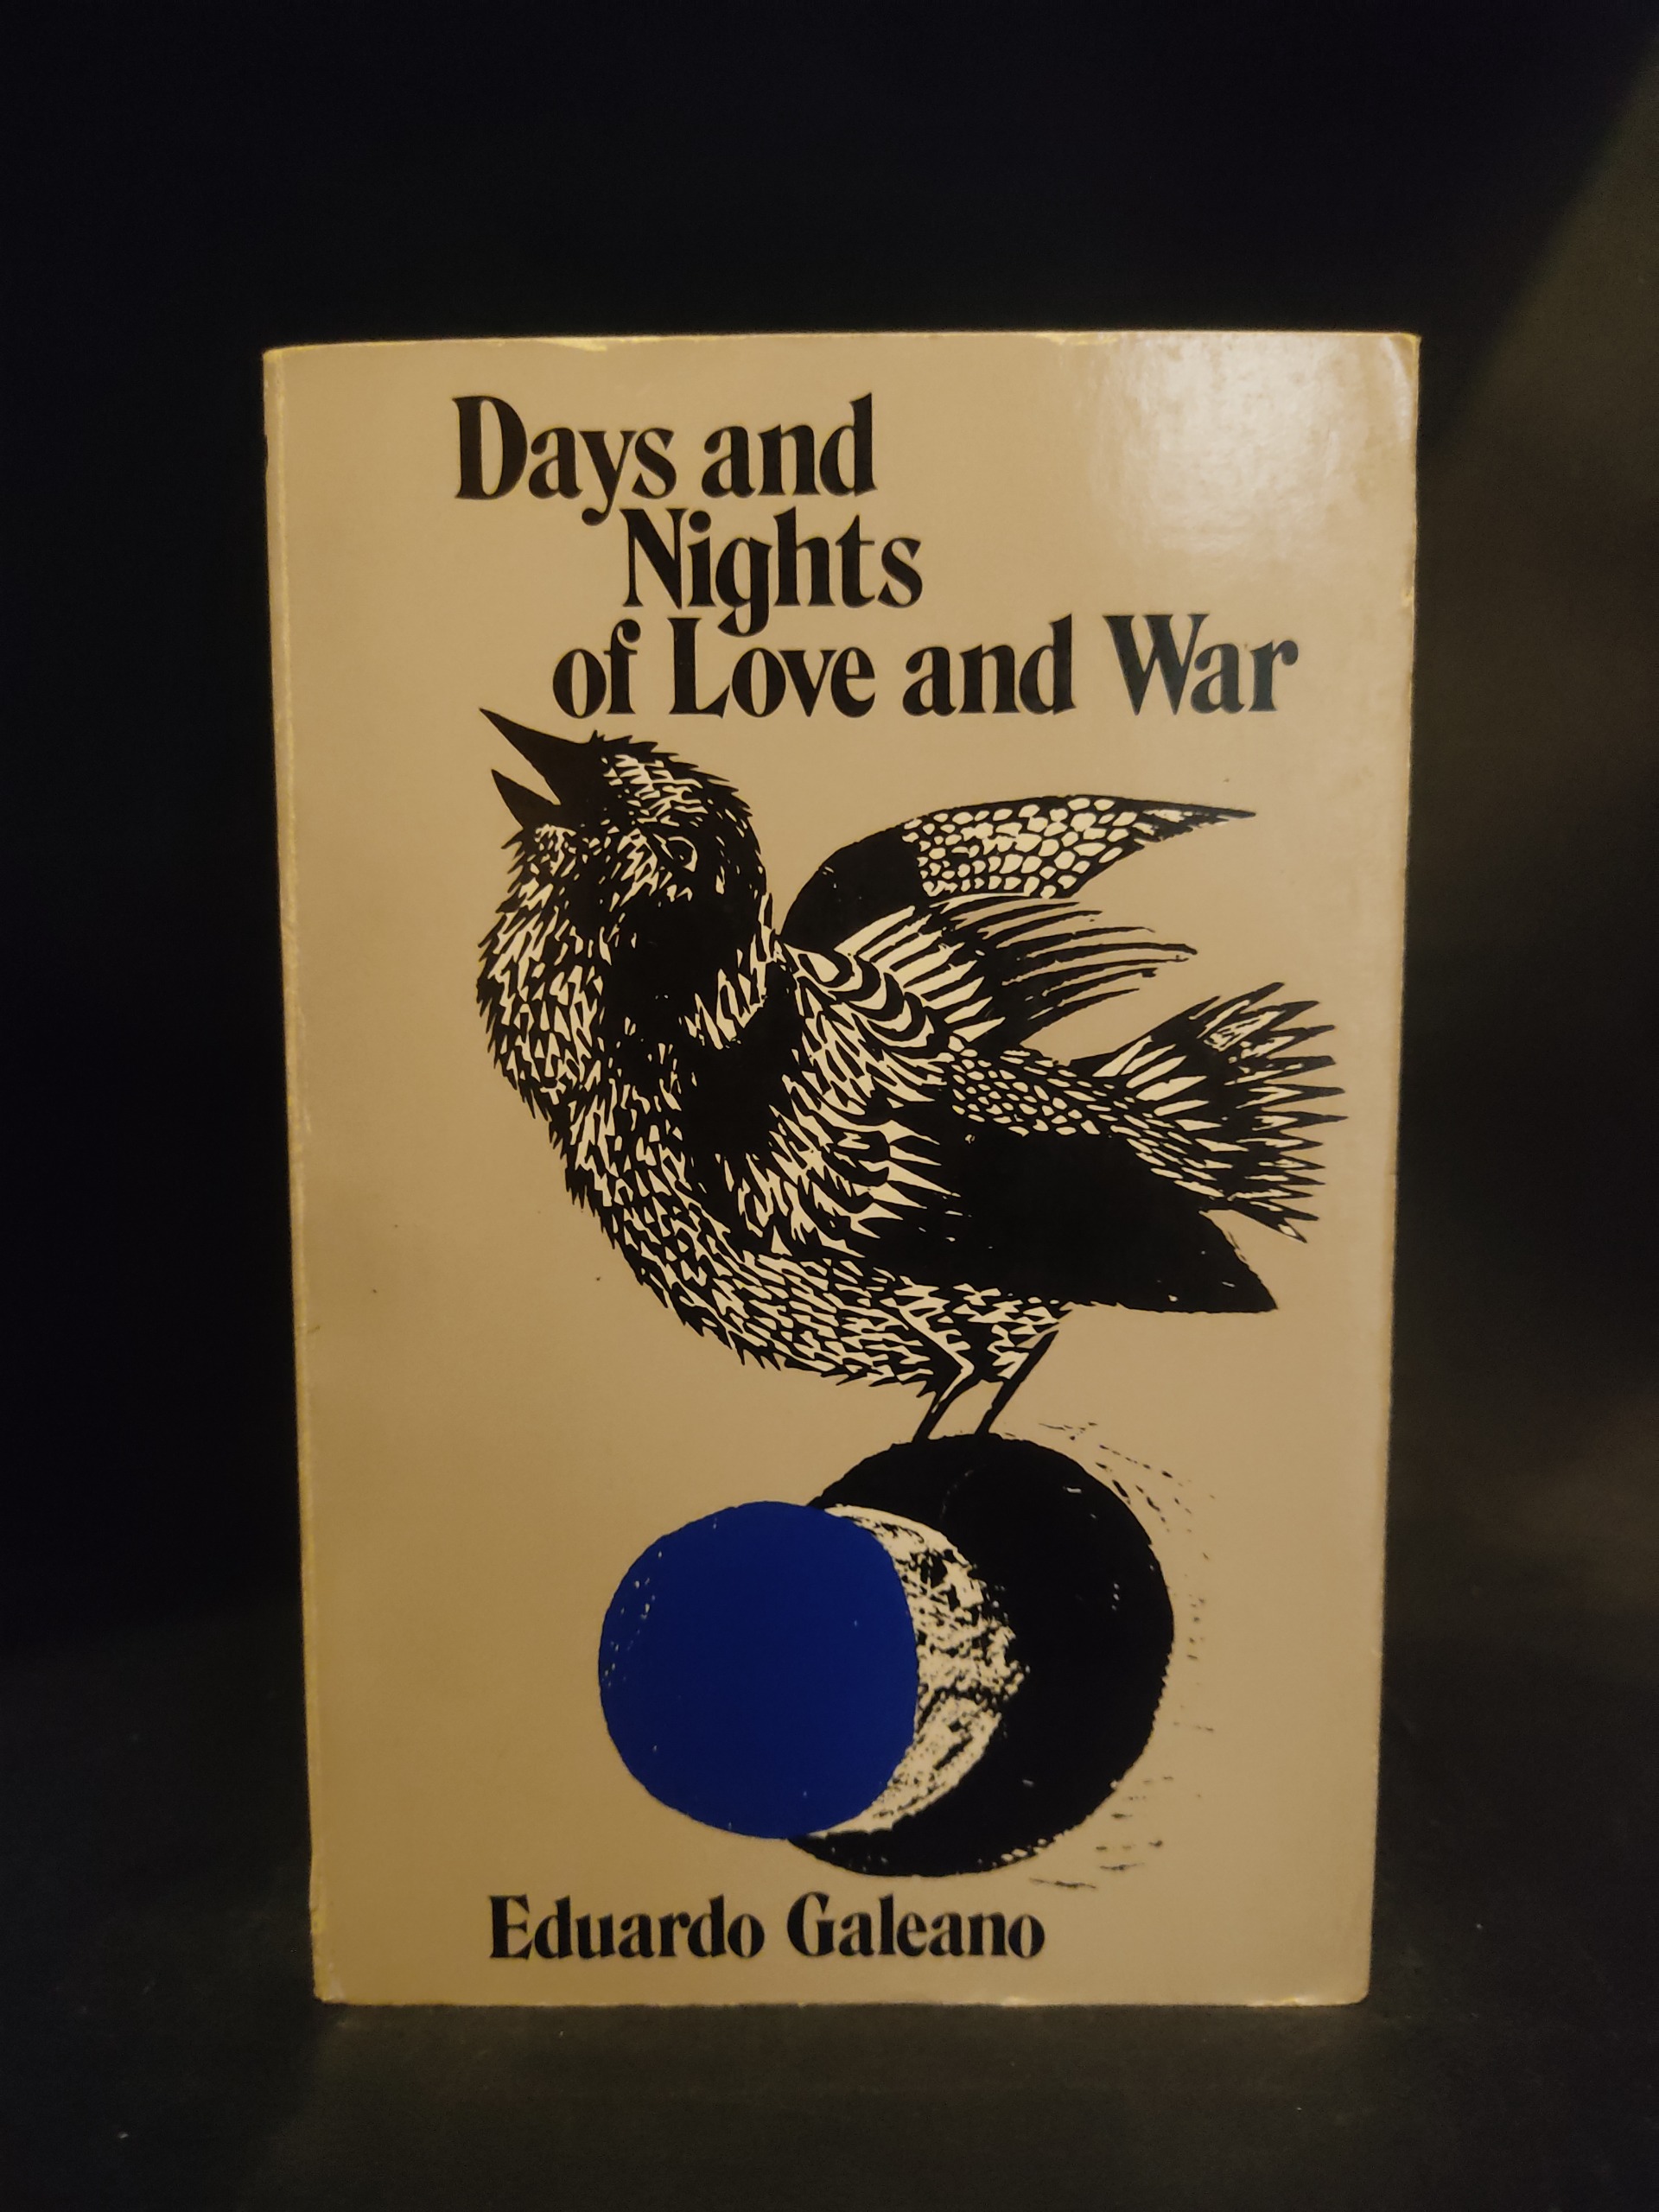 Days and
Nights
of Love and War
Eduardo Galeano